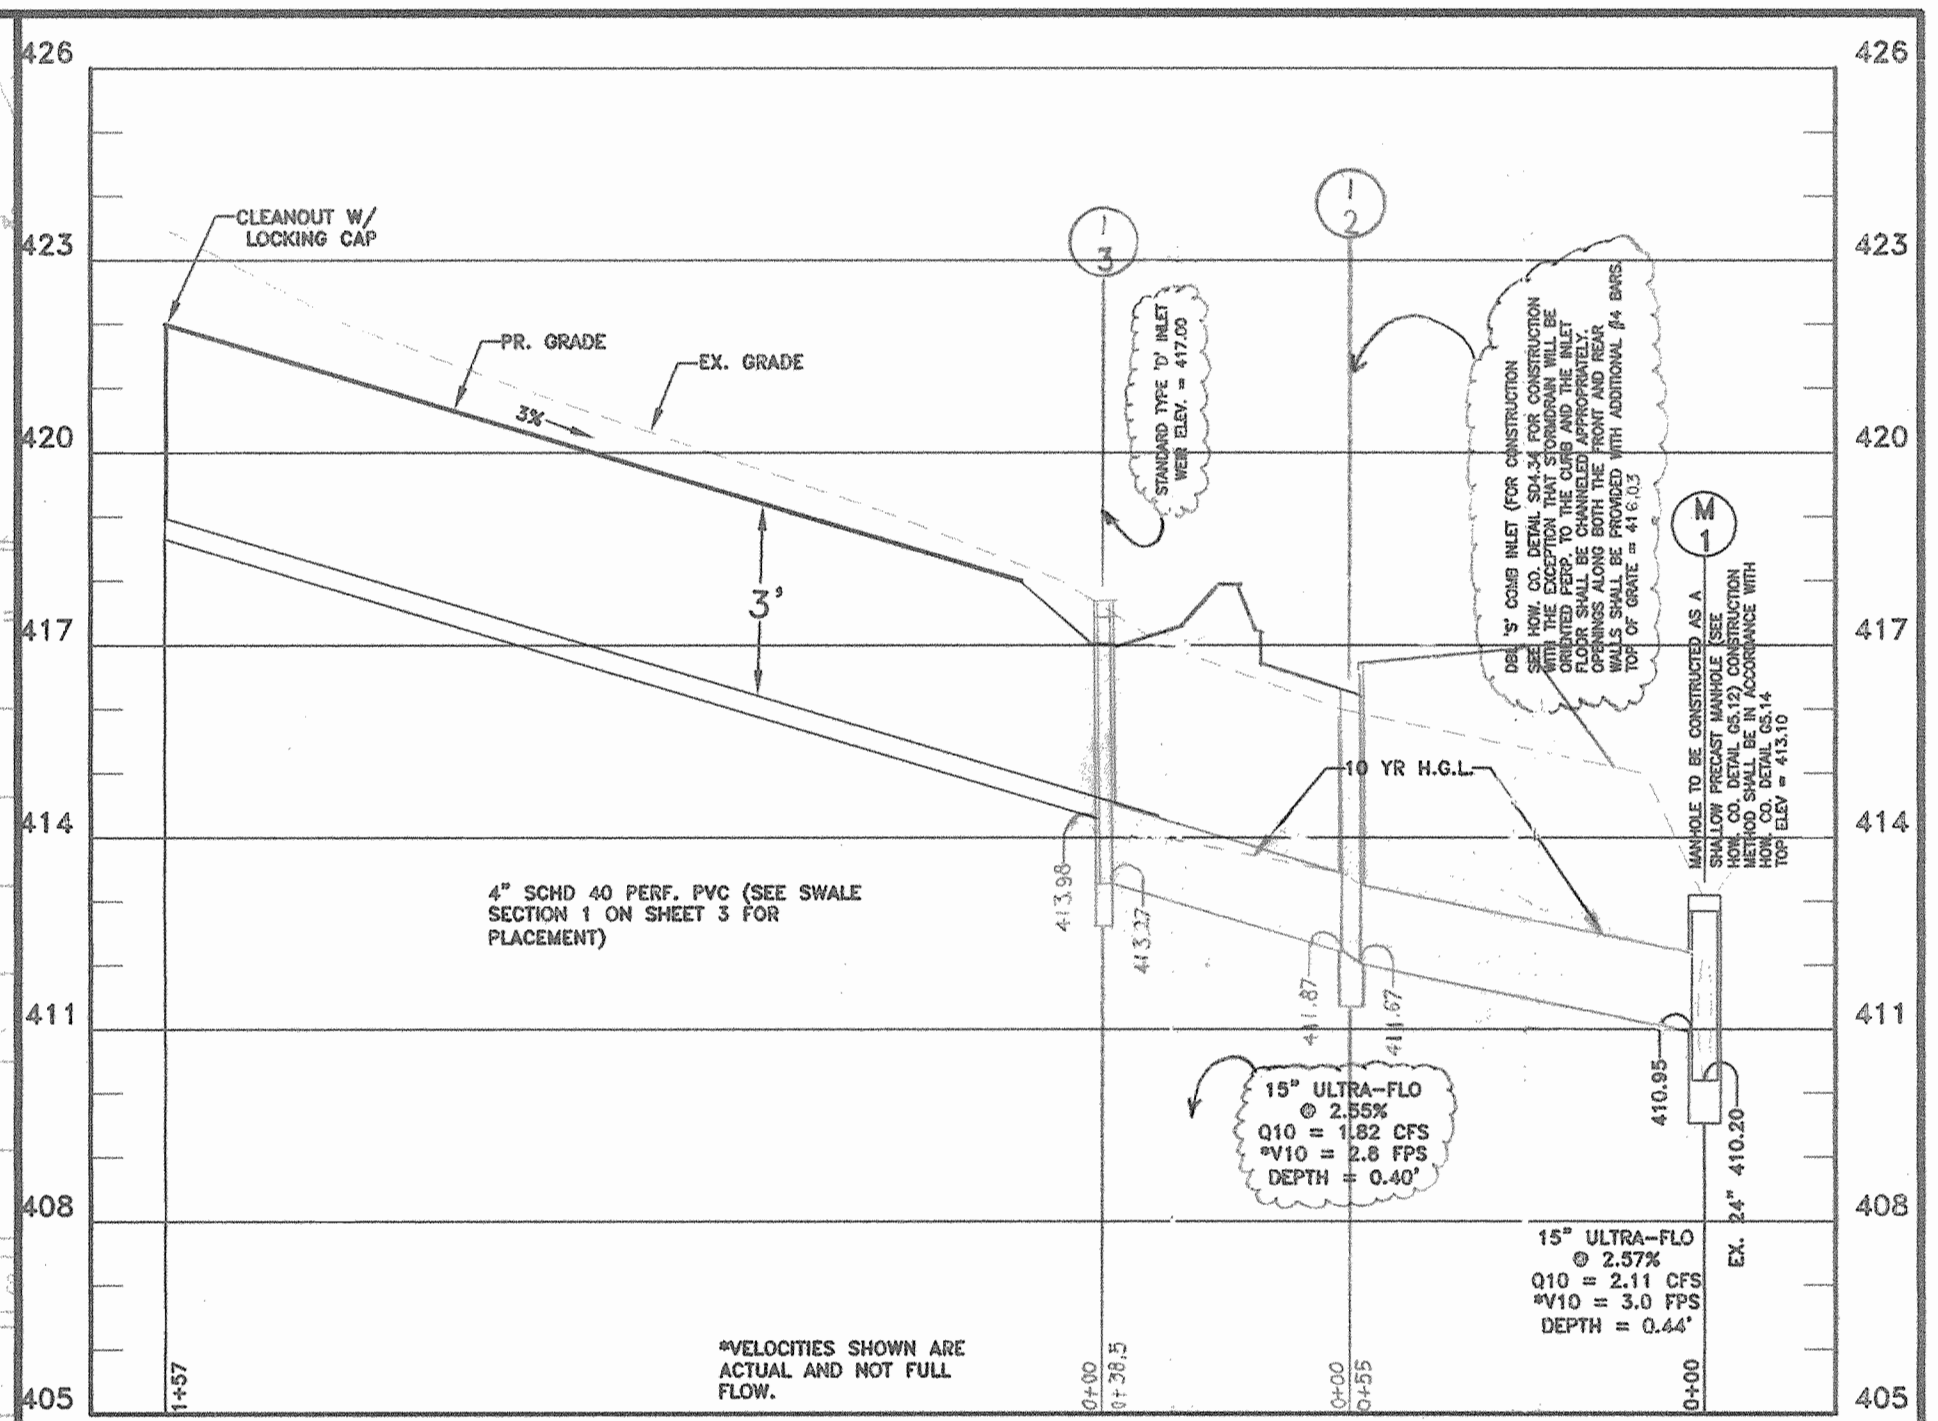 426
426
423
423
420
420
417
417
414
414
411
411
408
408
405
405
CLEANOUT W/
LOCKING CAP
PR. GRADE
EX. GRADE
3%
3'
I
3
STANDARD TYPE 'D' INLET
WEIR ELEV. = 417.00
I
2
DBL 'S' COMB INLET (FOR CONSTRUCTION
SEE HOW. CO. DETAIL SD4.34 FOR CONSTRUCTION
WITH THE EXCEPTION THAT STORMDRAIN WILL BE
ORIENTED PERP. TO THE CURB AND THE INLET
FLOOR SHALL BE CHANNELED APPROPRIATELY.
OPENINGS ALONG BOTH THE FRONT AND REAR
WALLS SHALL BE PROVIDED WITH ADDITIONAL #4 BARS.
TOP OF GRATE = 416.03
M
1
MANHOLE TO BE CONSTRUCTED AS A
SHALLOW PRECAST MANHOLE (SEE
HOW. CO. DETAIL G5.12) CONSTRUCTION
METHOD SHALL BE IN ACCORDANCE WITH
HOW. CO. DETAIL G5.14
TOP ELEV = 413.10
10 YR H.G.L.
4" SCHD 40 PERF. PVC (SEE SWALE
SECTION 1 ON SHEET 3 FOR
PLACEMENT)
413.98
413.27
411.87
411.67
410.95
EX. 24" 410.20
15" ULTRA-FLO
@ 2.55%
Q10 = 1.82 CFS
*V10 = 2.8 FPS
DEPTH = 0.40'
15" ULTRA-FLO
@ 2.57%
Q10 = 2.11 CFS
*V10 = 3.0 FPS
DEPTH = 0.44'
*VELOCITIES SHOWN ARE
ACTUAL AND NOT FULL
FLOW.
1+57
0+00
0+38.5
0+00
0+55
0+00